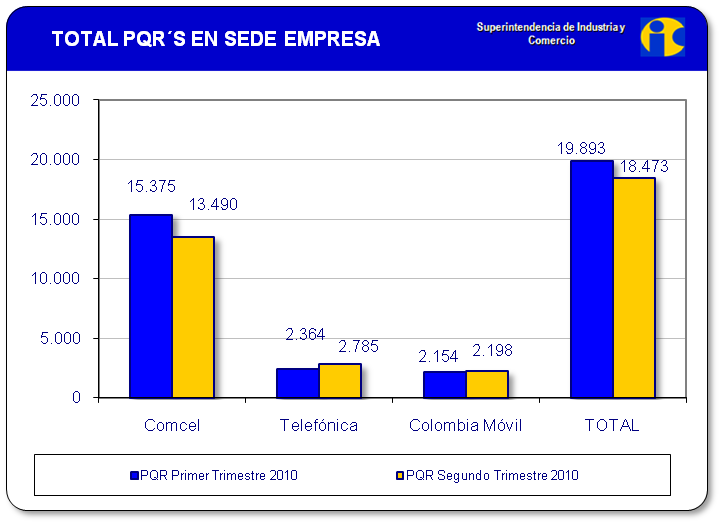 TOTAL PQR´S EN SEDE EMPRESA
Superintendencia de Industria y
Comercio
25.000
20.000
15.000
10.000
5.000
0
15.375
13.490
2.364
2.785
2.154
2.198
19.893
18.473
Comcel
Telefónica
Colombia Móvil
TOTAL
PQR Primer Trimestre 2010
PQR Segundo Trimestre 2010